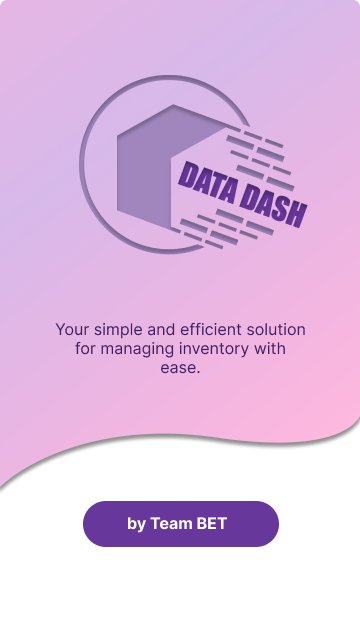 DATA DASH
Your simple and efficient solution
for managing inventory with
ease.
by Team BET